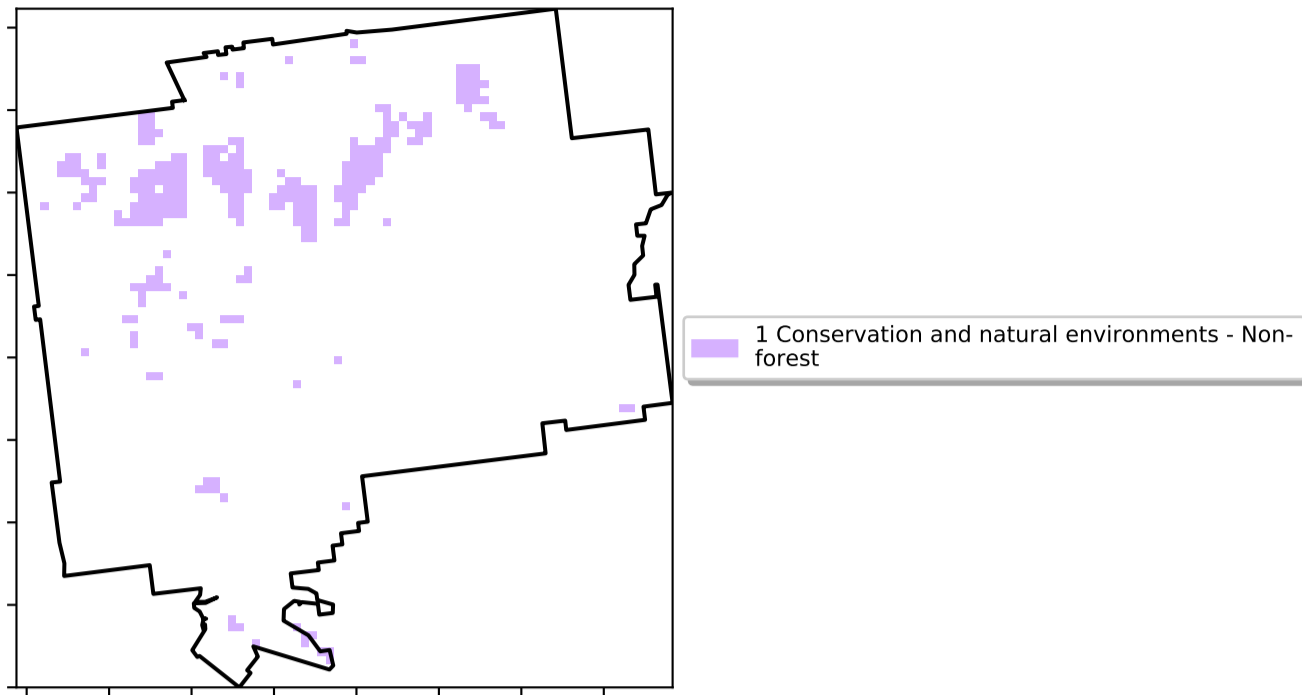 1 Conservation and natural environments - Non-
forest